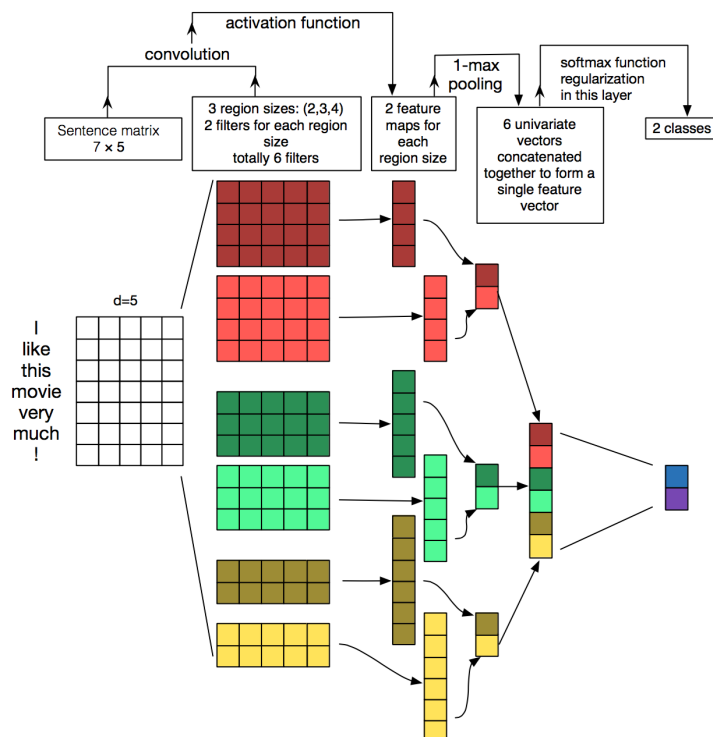 activation function
convolution
1-max
pooling
softmax function
regularization
in this layer
3 region sizes: (2,3,4)
2 filters for each region
size
totally 6 filters
2 feature
maps for
each
region size
Sentence matrix
7 × 5
6 univariate
vectors
concatenated
together to form a
single feature
vector
2 classes
d=5
I
like
this
movie
very
much
!